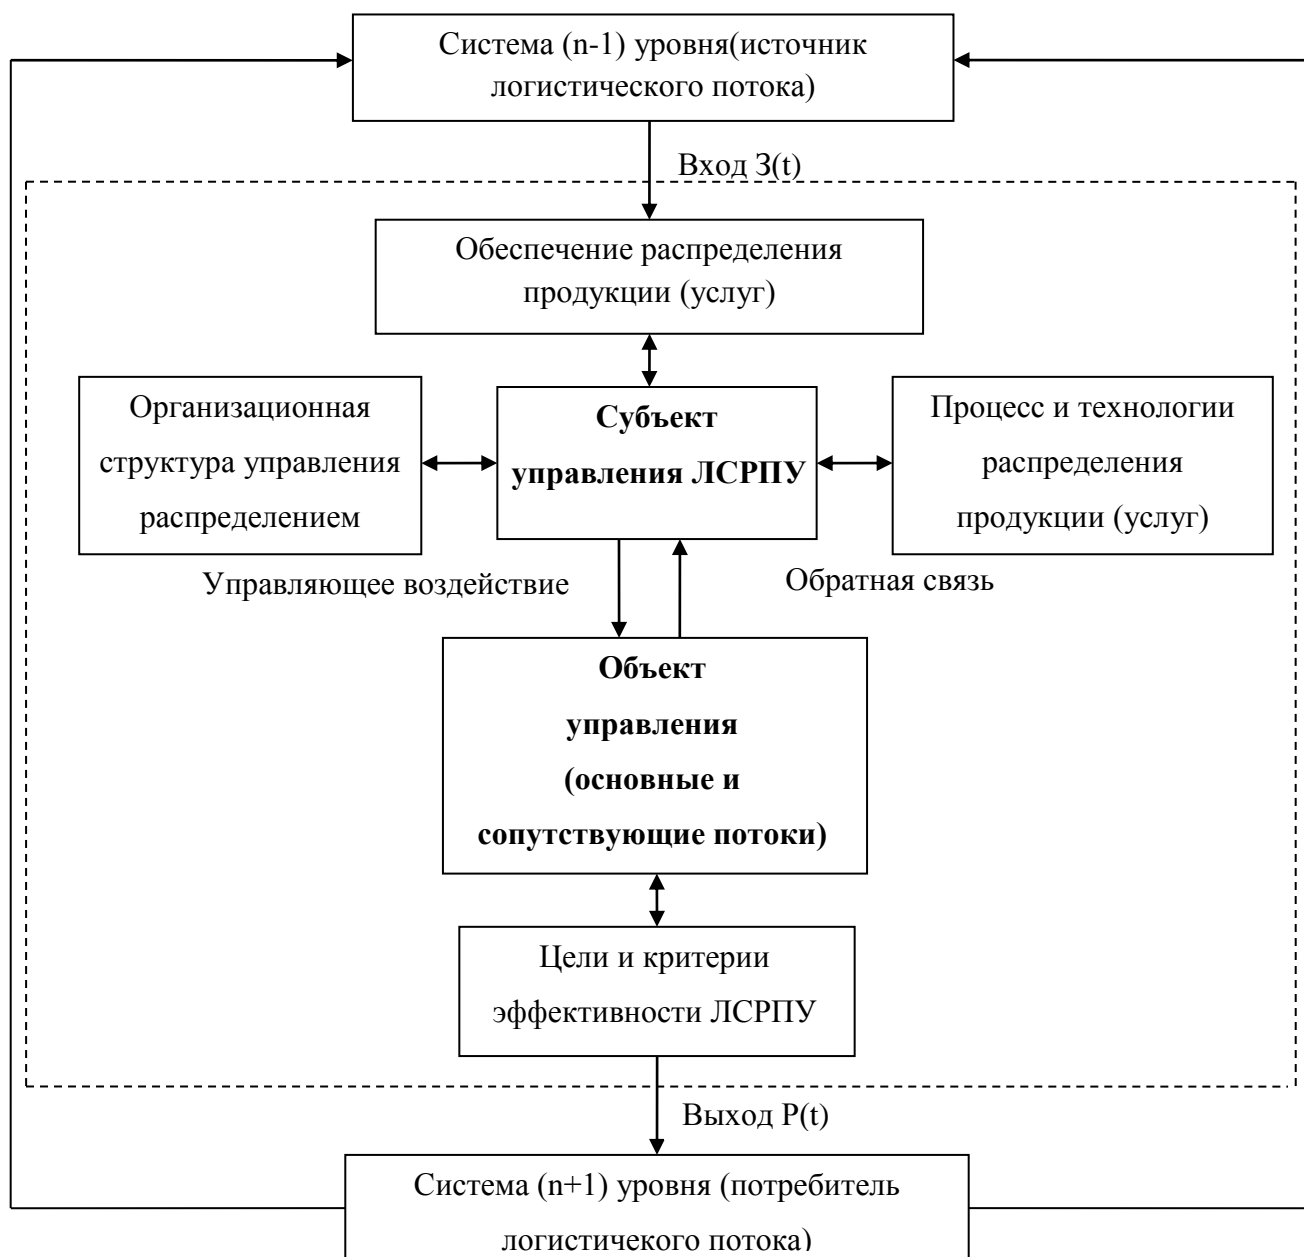 Система (n-1) уровня(источник
логистического потока)
Вход З(t)
Обеспечение распределения
продукции (услуг)
Организационная
структура управления
распределением
Субъект
управления ЛСРПУ
Процесс и технологии
распределения
продукции (услуг)
Управляющее воздействие
Обратная связь
Объект
управления
(основные и
сопутствующие потоки)
Цели и критерии
эффективности ЛСРПУ
Выход P(t)
Система (n+1) уровня (потребитель
логистичекого потока)